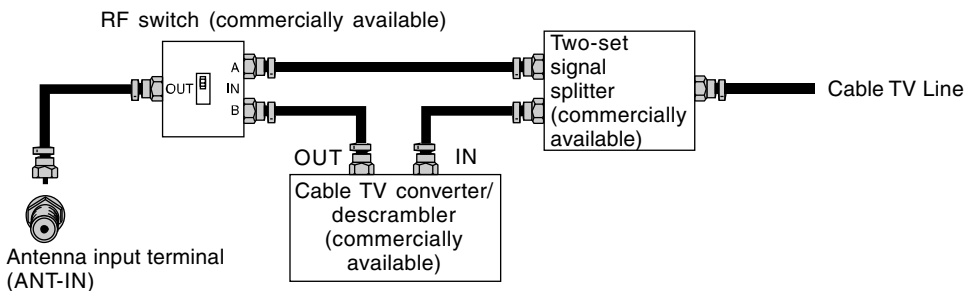 RF switch (commercially available)
OUT
A
IN
B
Two-set
signal
splitter
(commercially
available)
Cable TV Line
OUT
IN
Cable TV converter/
descrambler
(commercially
available)
Antenna input terminal
(ANT-IN)